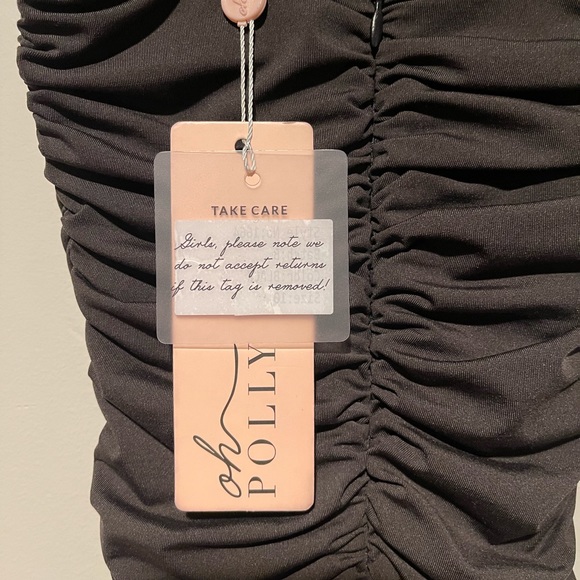 TAKE CARE
Girls, please note we
do not accept returns
if this tag is removed!
oh
POLLY